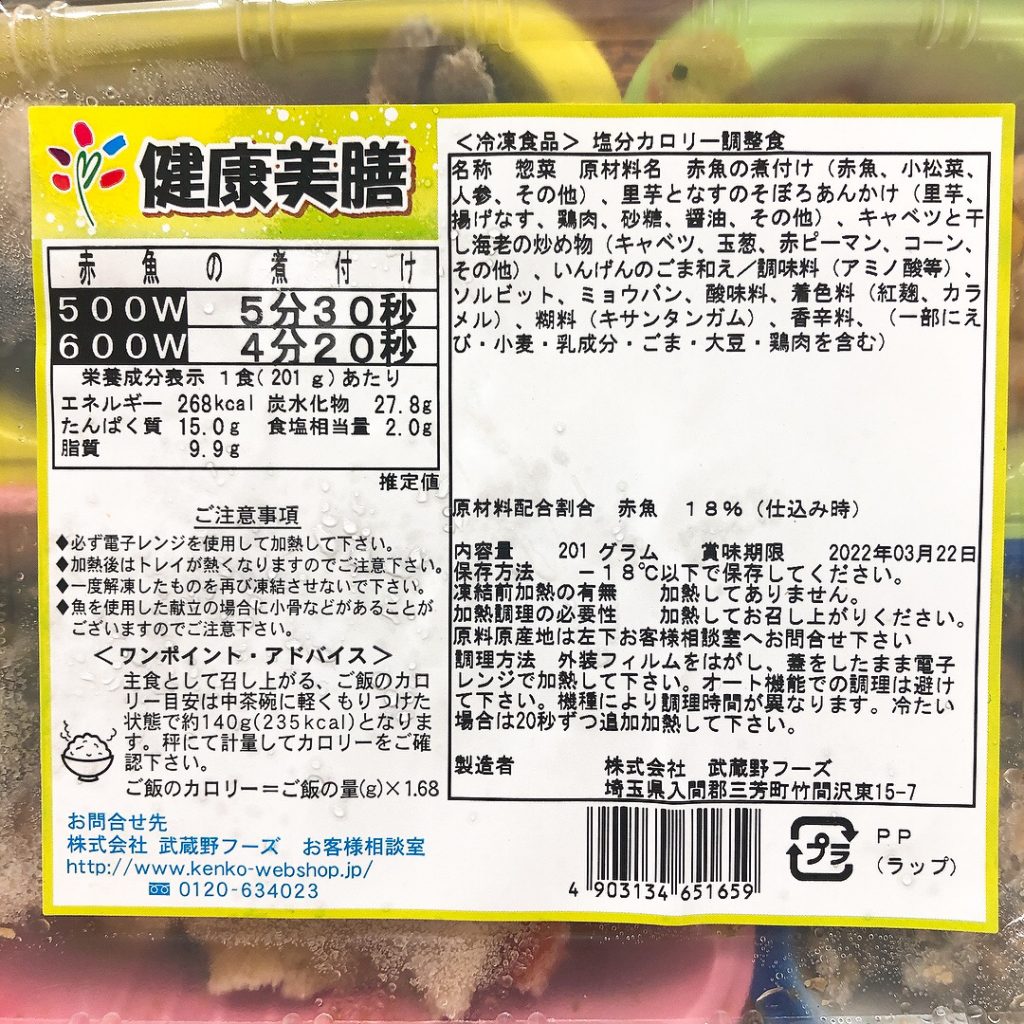 健康美膳
赤魚の煮付け
500W 5分30秒
600W 4分20秒
栄養成分表示 1食(201g)あたり
エネルギー 268kcal 炭水化物 27.8g
たんぱく質 15.0g 食塩相当量 2.0g
脂質 9.9g
推定値
ご注意事項
◆必ず電子レンジを使用して加熱して下さい。
◆加熱後はトレイが熱くなりますのでご注意下さい。
◆一度解凍したものを再び凍結させないで下さい。
◆魚を使用した献立の場合に小骨などがあることが
ございますのでご注意下さい。
＜ワンポイント・アドバイス＞
主食として召し上がる、ご飯のカロ
リー目安は中茶碗に軽くもりつけた
状態で約140g(235kcal)となりま
す。秤にて計量してカロリーをご確
認下さい。
ご飯のカロリー＝ご飯の量(g)×1.68
お問合せ先
株式会社 武蔵野フーズ お客様相談室
http://www.kenko-webshop.jp/
0120-634023
＜冷凍食品＞ 塩分カロリー調整食
名称 惣菜 原材料名 赤魚の煮付け（赤魚、小松菜、
人参、その他）、里芋となすのそぼろあんかけ（里芋、
揚げなす、鶏肉、砂糖、醤油、その他）、キャベツと干
し海老の炒め物（キャベツ、玉葱、赤ピーマン、コーン、
その他）、いんげんのごま和え／調味料（アミノ酸等）、
ソルビット、ミョウバン、酸味料、着色料（紅麹、カラ
メル）、糊料（キサンタンガム）、香辛料、（一部にえ
び・小麦・乳成分・ごま・大豆・鶏肉を含む）
原材料配合割合 赤魚 18％（仕込み時）
内容量 201 グラム 賞味期限 2022年03月22日
保存方法 －18℃以下で保存してください。
凍結前加熱の有無 加熱してありません。
加熱調理の必要性 加熱してお召し上がりください。
原料原産地は左下お客様相談室へお問合せ下さい
調理方法 外装フィルムをはがし、蓋をしたまま電子
レンジで加熱して下さい。オート機能での調理は避け
て下さい。機種により調理時間が異なります。冷たい
場合は20秒ずつ追加加熱して下さい。
製造者 株式会社 武蔵野フーズ
埼玉県入間郡三芳町竹間沢東15-7
4 903134 651659
プラ
PP
（ラップ）